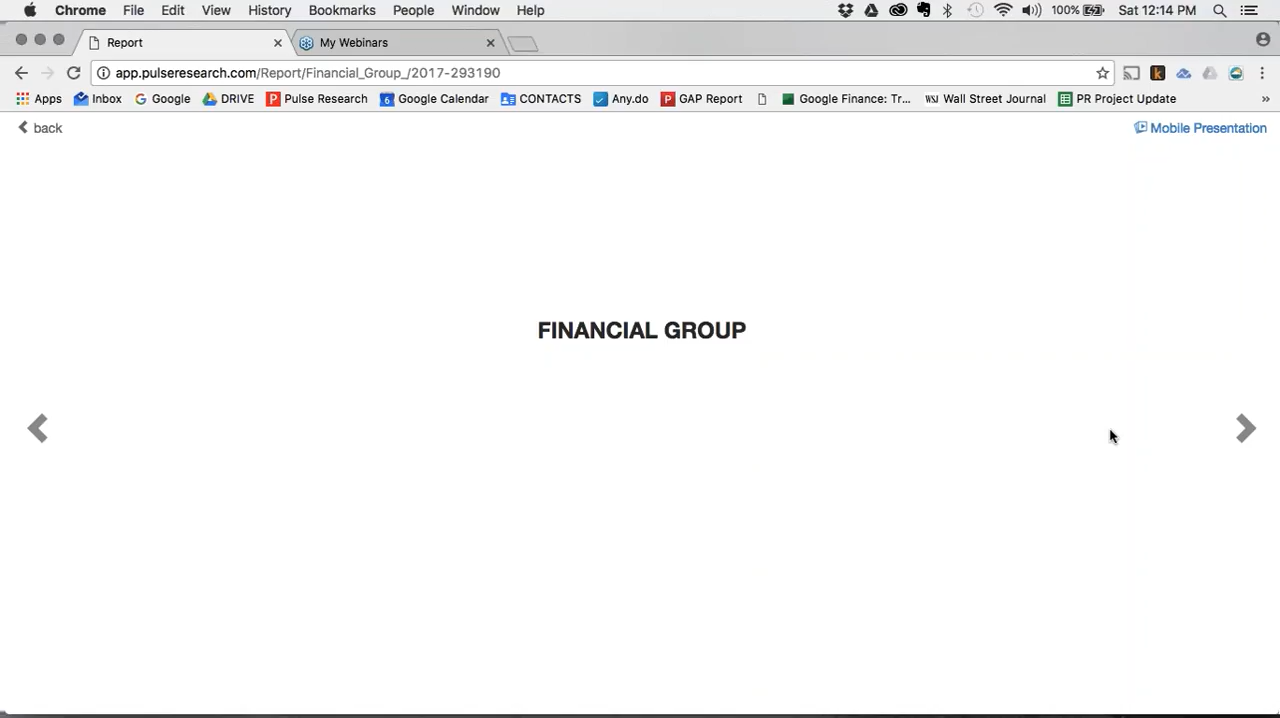 Chrome File Edit View History Bookmarks People Window Help 100% Sat 12:14 PM
Report My Webinars
app.pulseresearch.com/Report/Financial_Group_/2017-293190
Apps Inbox Google DRIVE Pulse Research Google Calendar CONTACTS Any.do GAP Report Google Finance: Tr... WSJ Wall Street Journal PR Project Update »
back Mobile Presentation
FINANCIAL GROUP